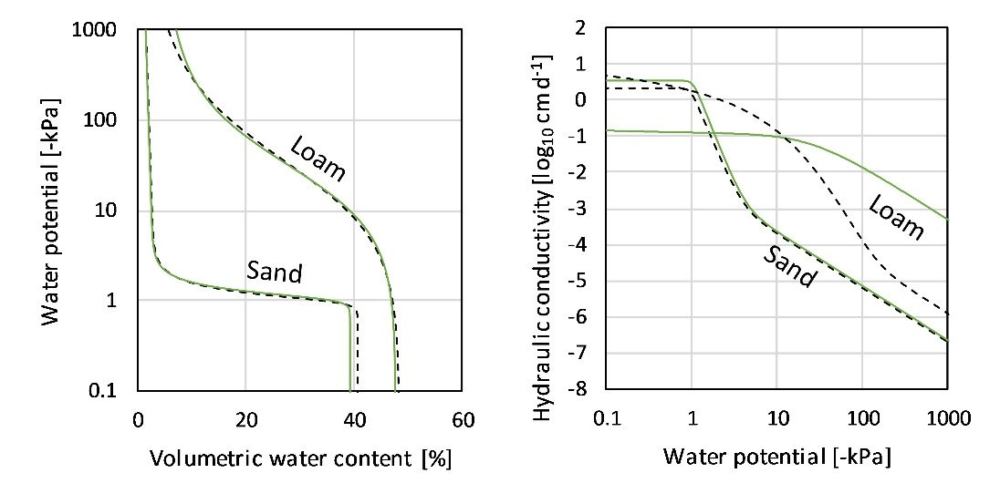 1000
100
10
1
0.1
Water potential [-kPa]
Loam
Sand
0 20 40 60
Volumetric water content [%]
2
1
0
-1
-2
-3
-4
-5
-6
-7
-8
Hydraulic conductivity [log₁₀ cm d⁻¹]
Loam
Sand
0.1 1 10 100 1000
Water potential [-kPa]